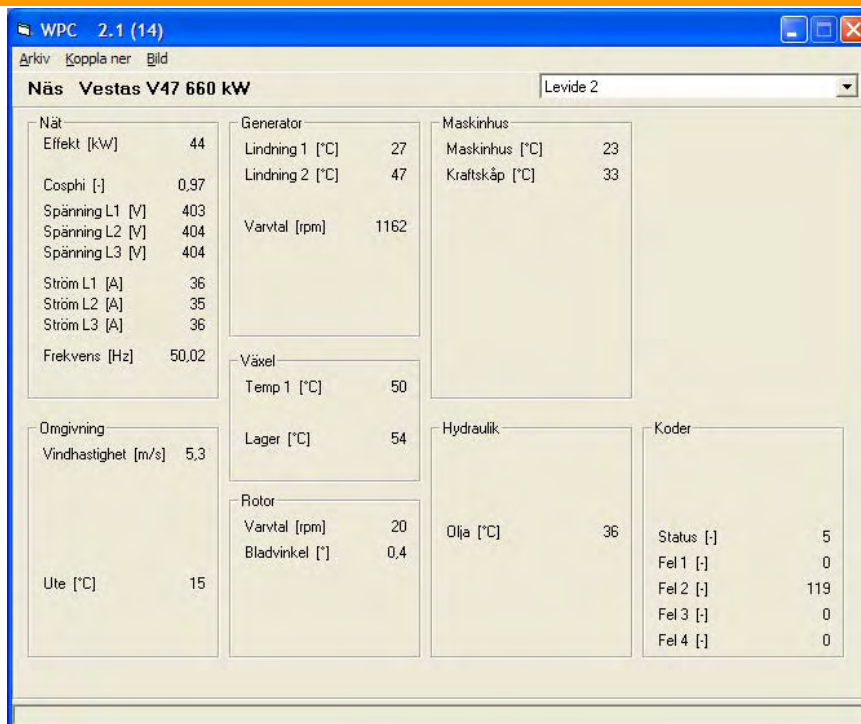 WPC 2.1 (14)
Arkiv Koppla ner Bild
Näs Vestas V47 660 kW
Levide 2
Nät
Effekt [kW] 44
Cosphi [-] 0,97
Spänning L1 [V] 403
Spänning L2 [V] 404
Spänning L3 [V] 404
Ström L1 [A] 36
Ström L2 [A] 35
Ström L3 [A] 36
Frekvens [Hz] 50,02
Generator
Lindning 1 [°C] 27
Lindning 2 [°C] 47
Varvtal [rpm] 1162
Maskinhus
Maskinhus [°C] 23
Kraftskåp [°C] 33
Växel
Temp 1 [°C] 50
Lager [°C] 54
Omgivning
Vindhastighet [m/s] 5,3
Ute [°C] 15
Rotor
Varvtal [rpm] 20
Bladvinkel [°] 0,4
Hydraulik
Olja [°C] 36
Koder
Status [-] 5
Fel 1 [-] 0
Fel 2 [-] 119
Fel 3 [-] 0
Fel 4 [-] 0